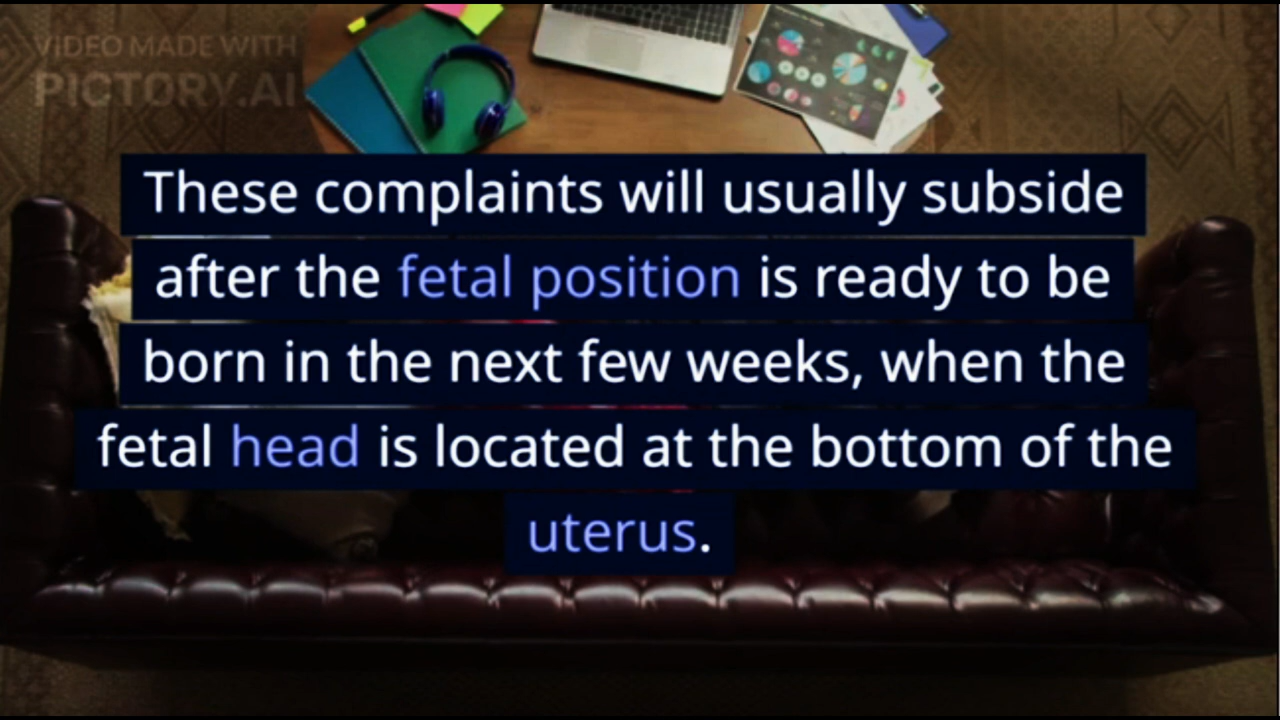 VIDEO MADE WITH
PICTORY.AI
These complaints will usually subside
after the fetal position is ready to be
born in the next few weeks, when the
fetal head is located at the bottom of the
uterus.